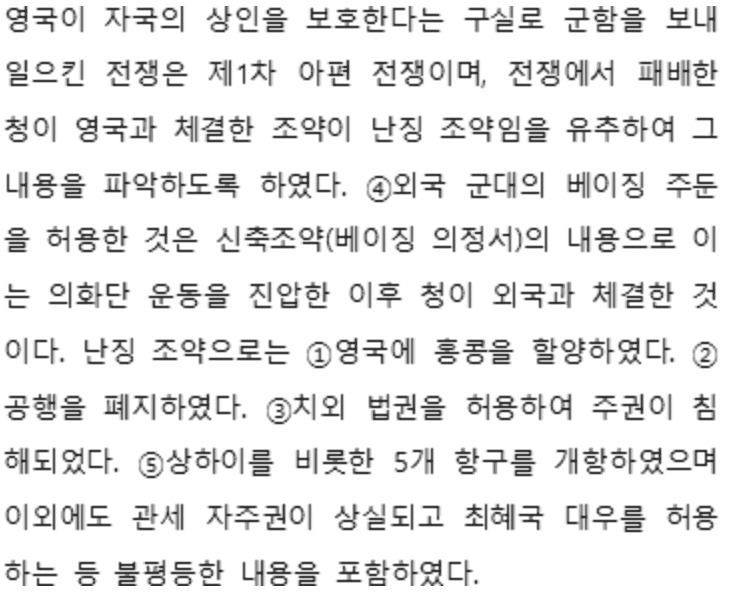 영국이 자국의 상인을 보호한다는 구실로 군함을 보내
일으킨 전쟁은 제1차 아편 전쟁이며, 전쟁에서 패배한
청이 영국과 체결한 조약이 난징 조약임을 유추하여 그
내용을 파악하도록 하였다. ④외국 군대의 베이징 주둔
을 허용한 것은 신축조약(베이징 의정서)의 내용으로 이
는 의화단 운동을 진압한 이후 청이 외국과 체결한 것
이다. 난징 조약으로는 ①영국에 홍콩을 할양하였다. ②
공행을 폐지하였다. ③치외 법권을 허용하여 주권이 침
해되었다. ⑤상하이를 비롯한 5개 항구를 개항하였으며
이외에도 관세 자주권이 상실되고 최혜국 대우를 허용
하는 등 불평등한 내용을 포함하였다.